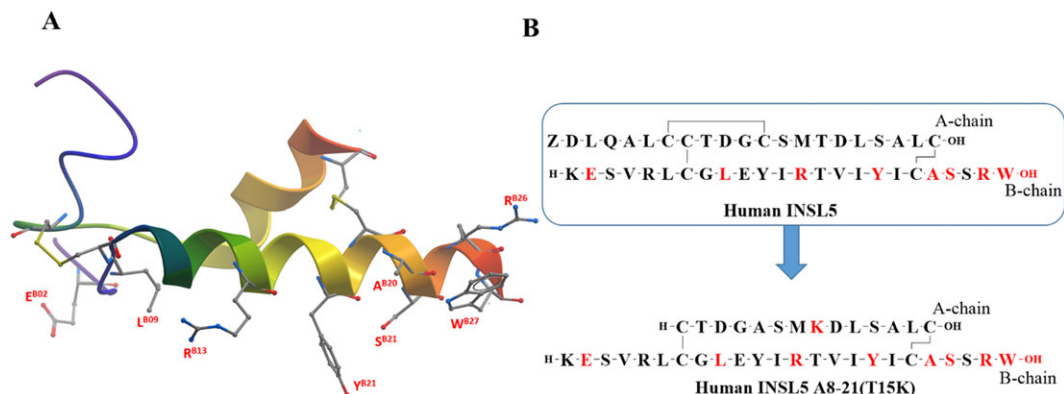 A
R^B26
E^B02
L^B09
R^B13
A^B20
S^B21
W^B27
Y^B21
B
A-chain
Z-D-L-Q-A-L-C-C-T-D-G-C-S-M-T-D-L-S-A-L-C-OH
H-K-E-S-V-R-L-C-G-L-E-Y-I-R-T-V-I-Y-I-C-A-S-S-R-W-OH
B-chain
Human INSL5
A-chain
H-C-T-D-G-A-S-M-K-D-L-S-A-L-C-OH
H-K-E-S-V-R-L-C-G-L-E-Y-I-R-T-V-I-Y-I-C-A-S-S-R-W-OH
B-chain
Human INSL5 A8-21(T15K)